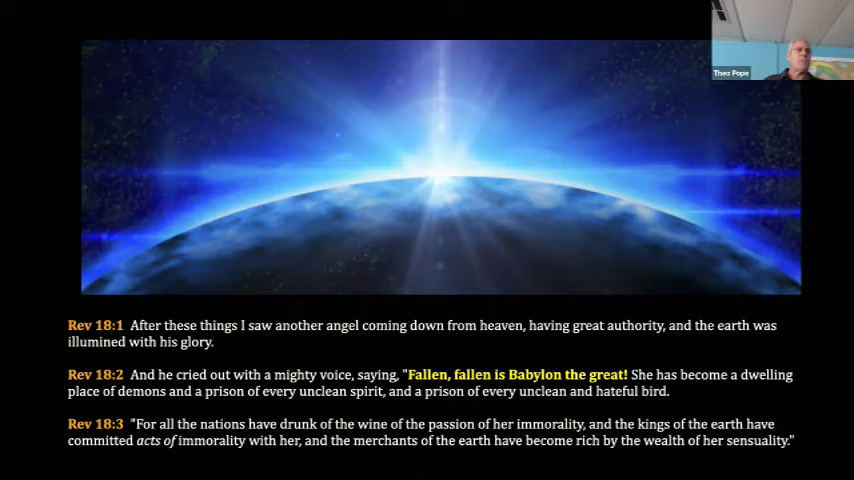 Theo Pope
Rev 18:1 After these things I saw another angel coming down from heaven, having great authority, and the earth was
illumined with his glory.
Rev 18:2 And he cried out with a mighty voice, saying, "Fallen, fallen is Babylon the great! She has become a dwelling
place of demons and a prison of every unclean spirit, and a prison of every unclean and hateful bird.
Rev 18:3 "For all the nations have drunk of the wine of the passion of her immorality, and the kings of the earth have
committed acts of immorality with her, and the merchants of the earth have become rich by the wealth of her sensuality."